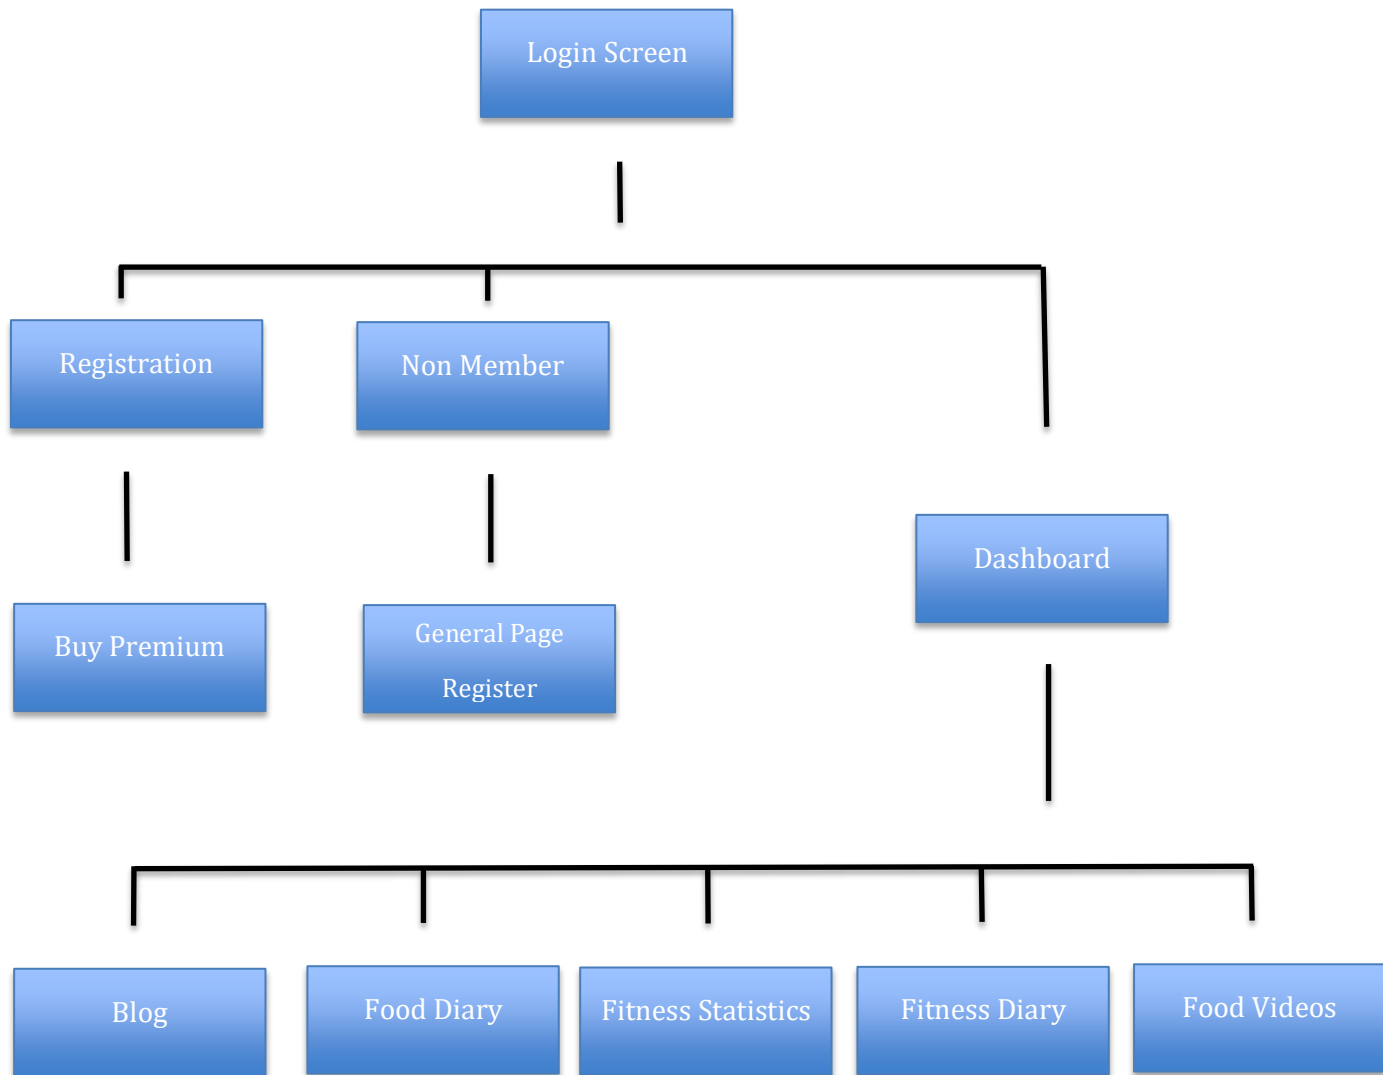 Login Screen
Registration
Non Member
Dashboard
Buy Premium
General Page
Register
Blog
Food Diary
Fitness Statistics
Fitness Diary
Food Videos